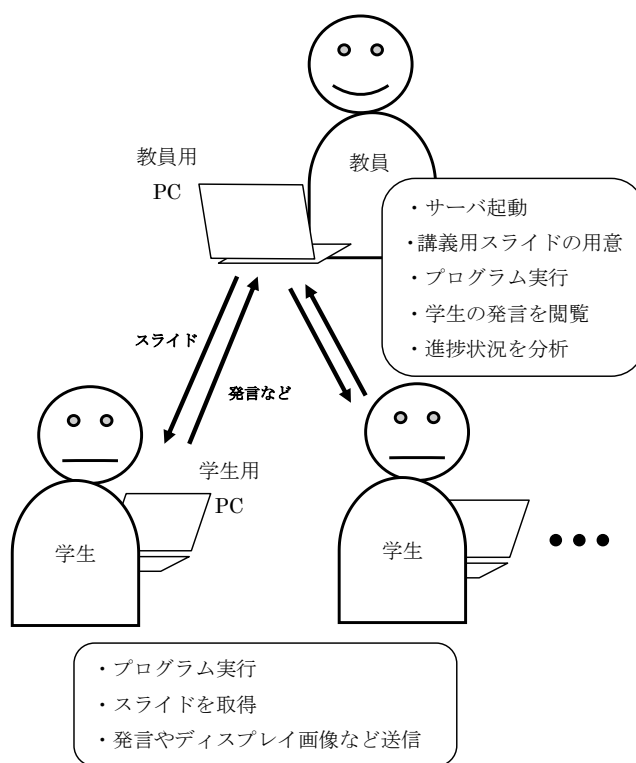 教員用
PC
教員
・サーバ起動
・講義用スライドの用意
・プログラム実行
・学生の発言を閲覧
・進捗状況を分析
スライド
発言など
学生用
PC
学生
学生
・プログラム実行
・スライドを取得
・発言やディスプレイ画像など送信